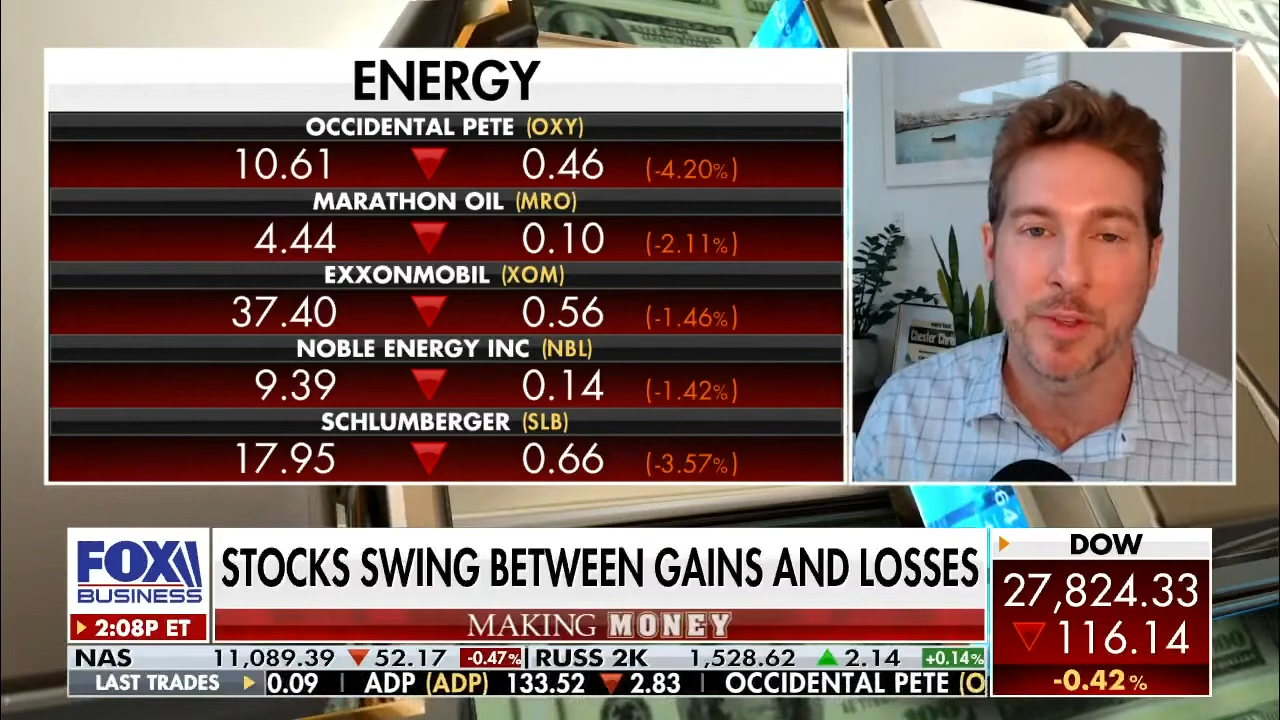 ENERGY
OCCIDENTAL PETE (OXY)
10.61 ▼ 0.46 (-4.20%)
MARATHON OIL (MRO)
4.44 ▼ 0.10 (-2.11%)
EXXONMOBIL (XOM)
37.40 ▼ 0.56 (-1.46%)
NOBLE ENERGY INC (NBL)
9.39 ▼ 0.14 (-1.42%)
SCHLUMBERGER (SLB)
17.95 ▼ 0.66 (-3.57%)
Chester Chris
FOX BUSINESS
2:08P ET
STOCKS SWING BETWEEN GAINS AND LOSSES
MAKING MONEY
DOW
27,824.33
▼ 116.14
-0.42%
NAS 11,089.39 ▼ 52.17 -0.47% RUSS 2K 1,528.62 ▲ 2.14 +0.14%
LAST TRADES 0.09 | ADP (ADP) 133.52 ▼ 2.83 | OCCIDENTAL PETE (O